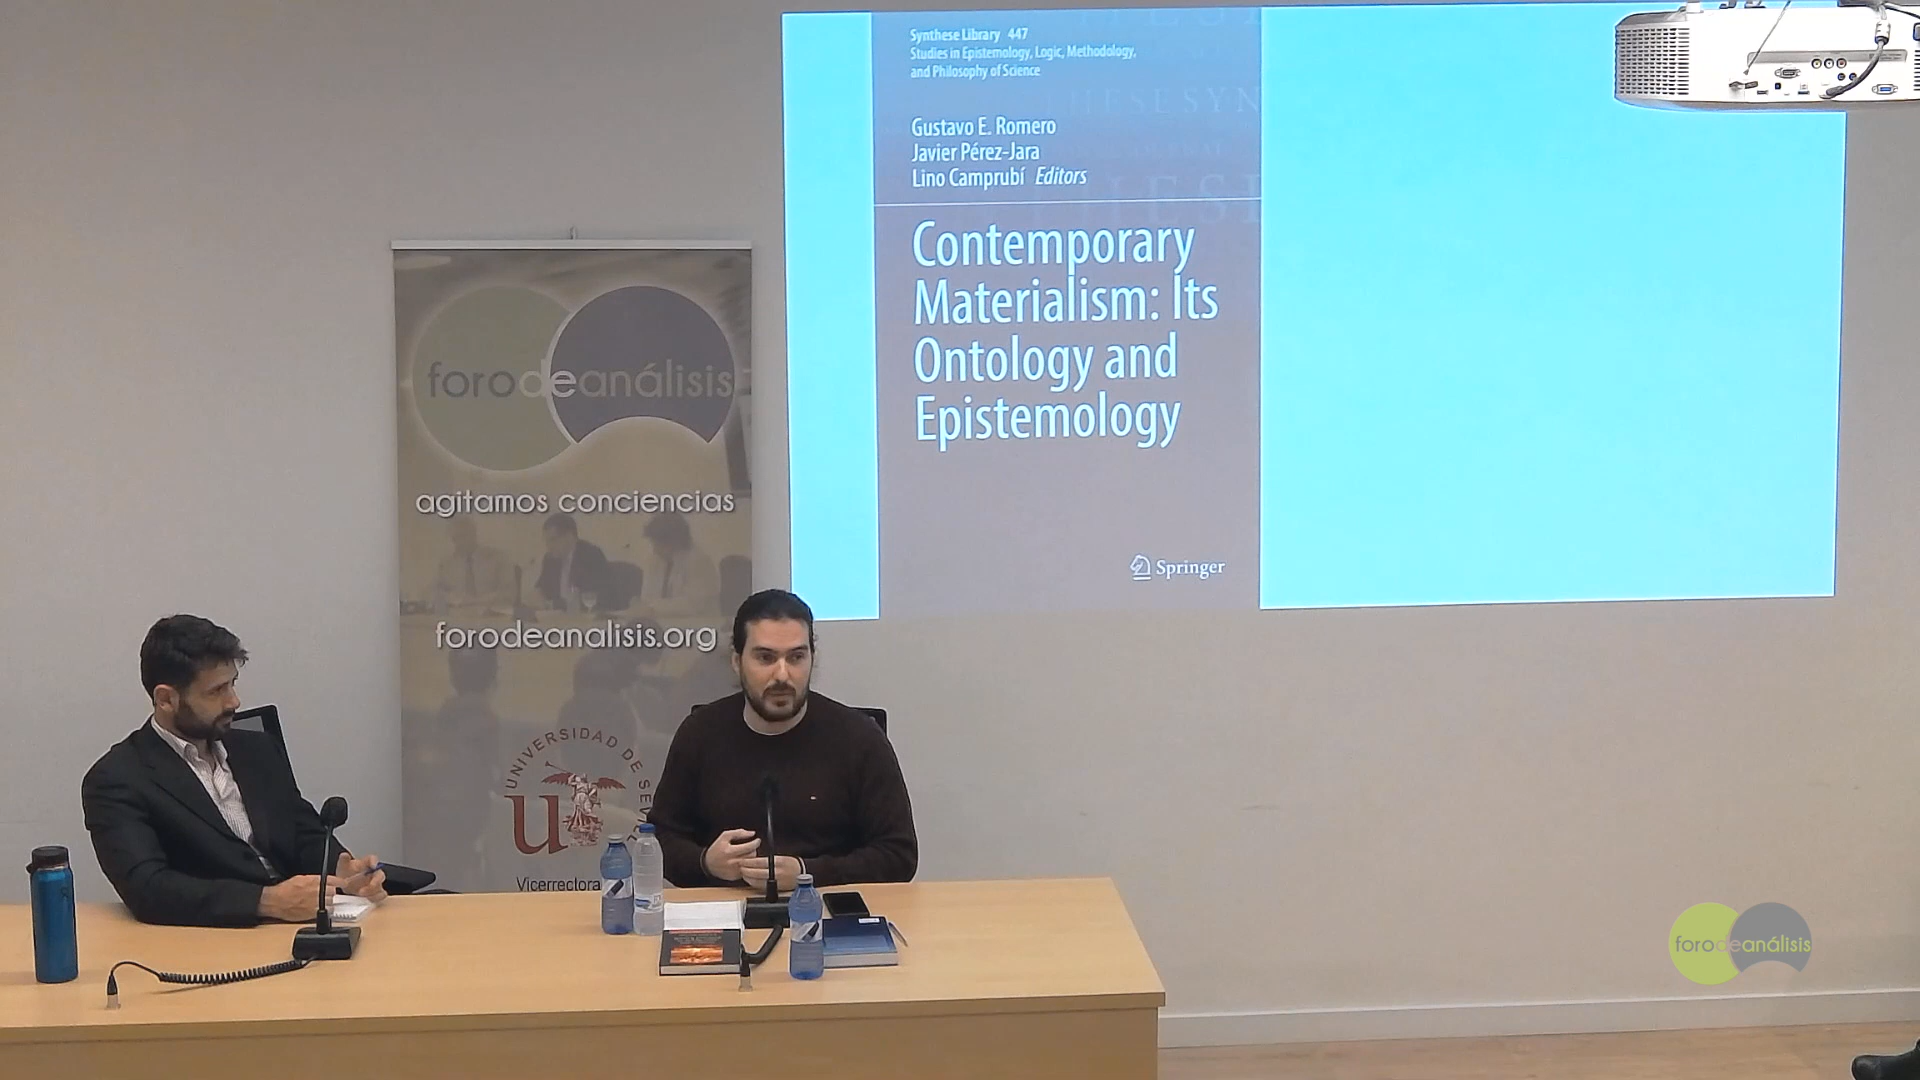 Synthese Library 447
Studies in Epistemology, Logic, Methodology,
and Philosophy of Science
Gustavo E. Romero
Javier Pérez-Jara
Lino Camprubí Editors
Contemporary
Materialism: Its
Ontology and
Epistemology
Springer
forodeanálisis
agitamos conciencias
forodeanalisis.org
UNIVERSIDAD DE SEVILL
u
Vicerrectora
forodeanálisis